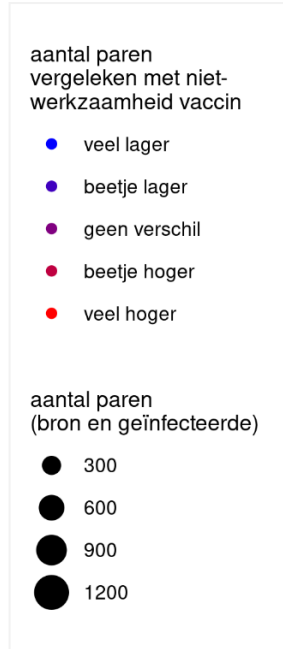 aantal paren
vergeleken met niet-
werkzaamheid vaccin
veel lager
beetje lager
geen verschil
beetje hoger
veel hoger
aantal paren
(bron en geïnfecteerde)
300
600
900
1200